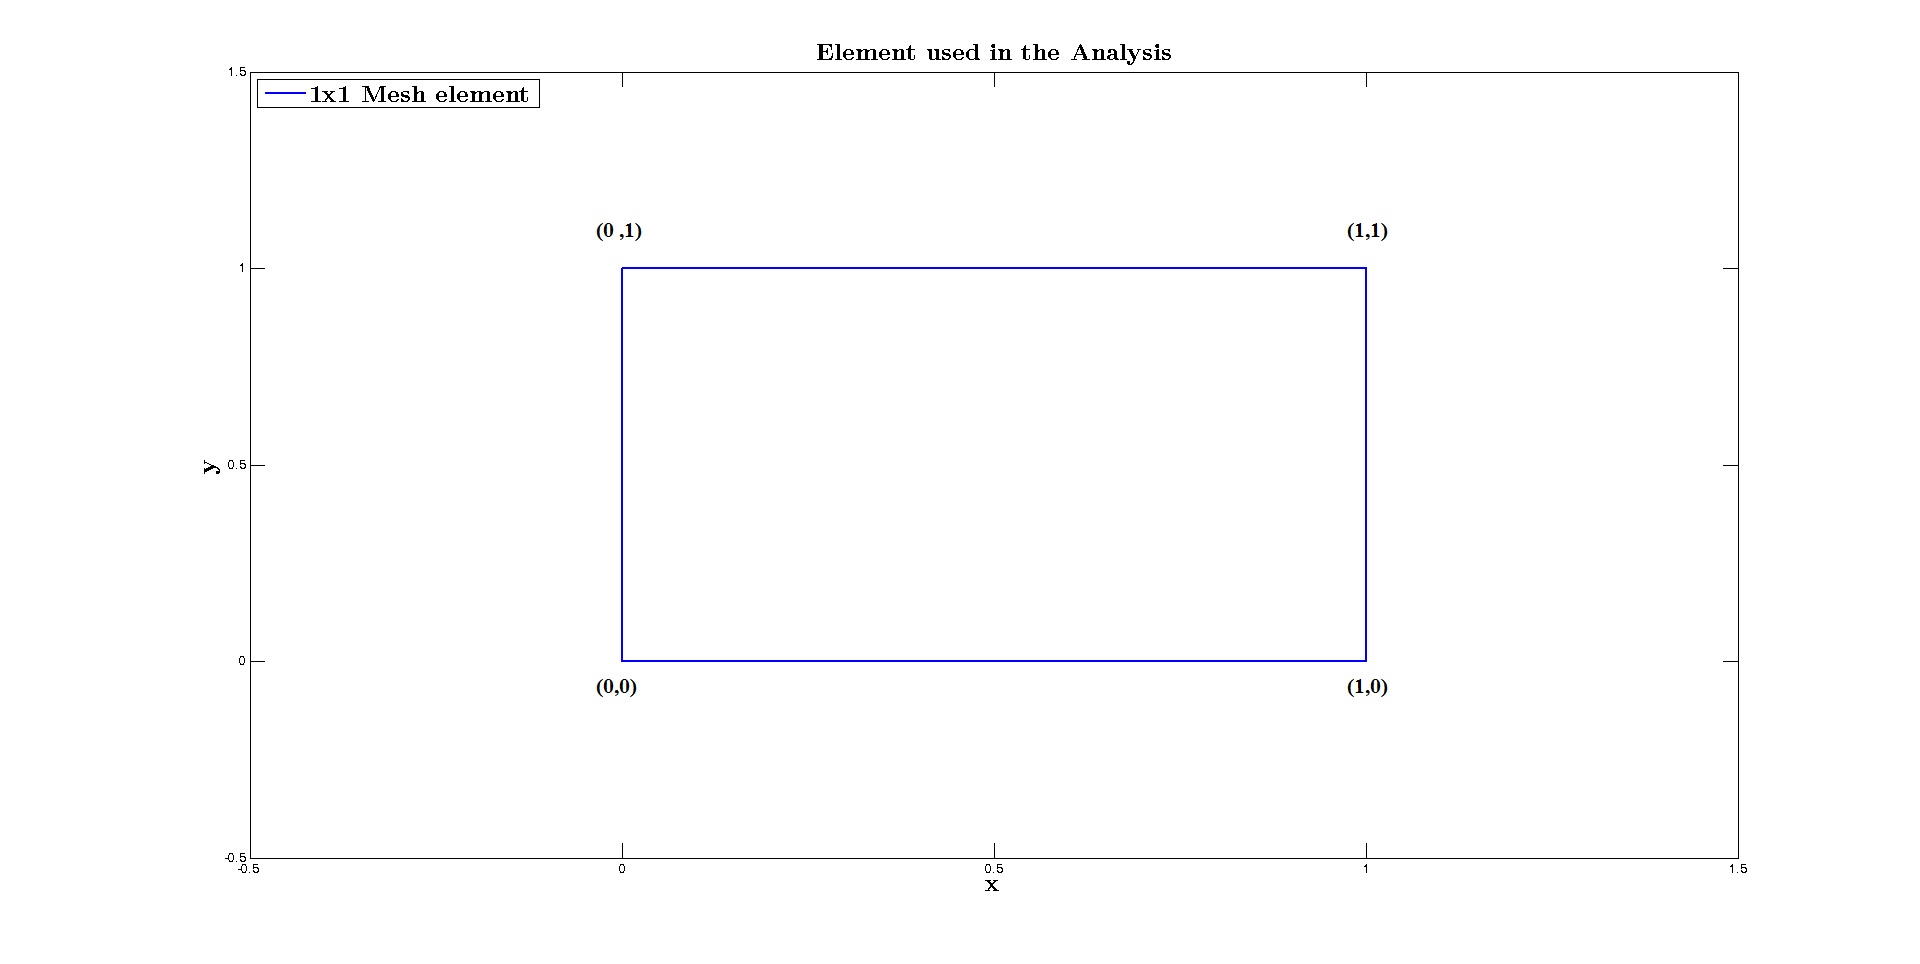 Element used in the Analysis
1.5
1x1 Mesh element
(0 ,1) (1,1)
1
y 0.5
0
(0,0) (1,0)
-0.5
-0.5 0 0.5 1 1.5
x